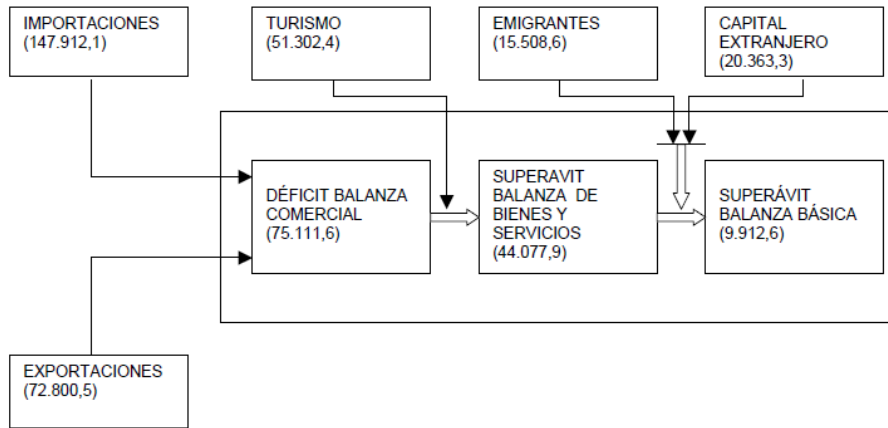 IMPORTACIONES
(147.912,1)
TURISMO
(51.302,4)
EMIGRANTES
(15.508,6)
CAPITAL
EXTRANJERO
(20.363,3)
DÉFICIT BALANZA
COMERCIAL
(75.111,6)
SUPERAVIT
BALANZA DE
BIENES Y
SERVICIOS
(44.077,9)
SUPERÁVIT
BALANZA BÁSICA
(9.912,6)
EXPORTACIONES
(72.800,5)